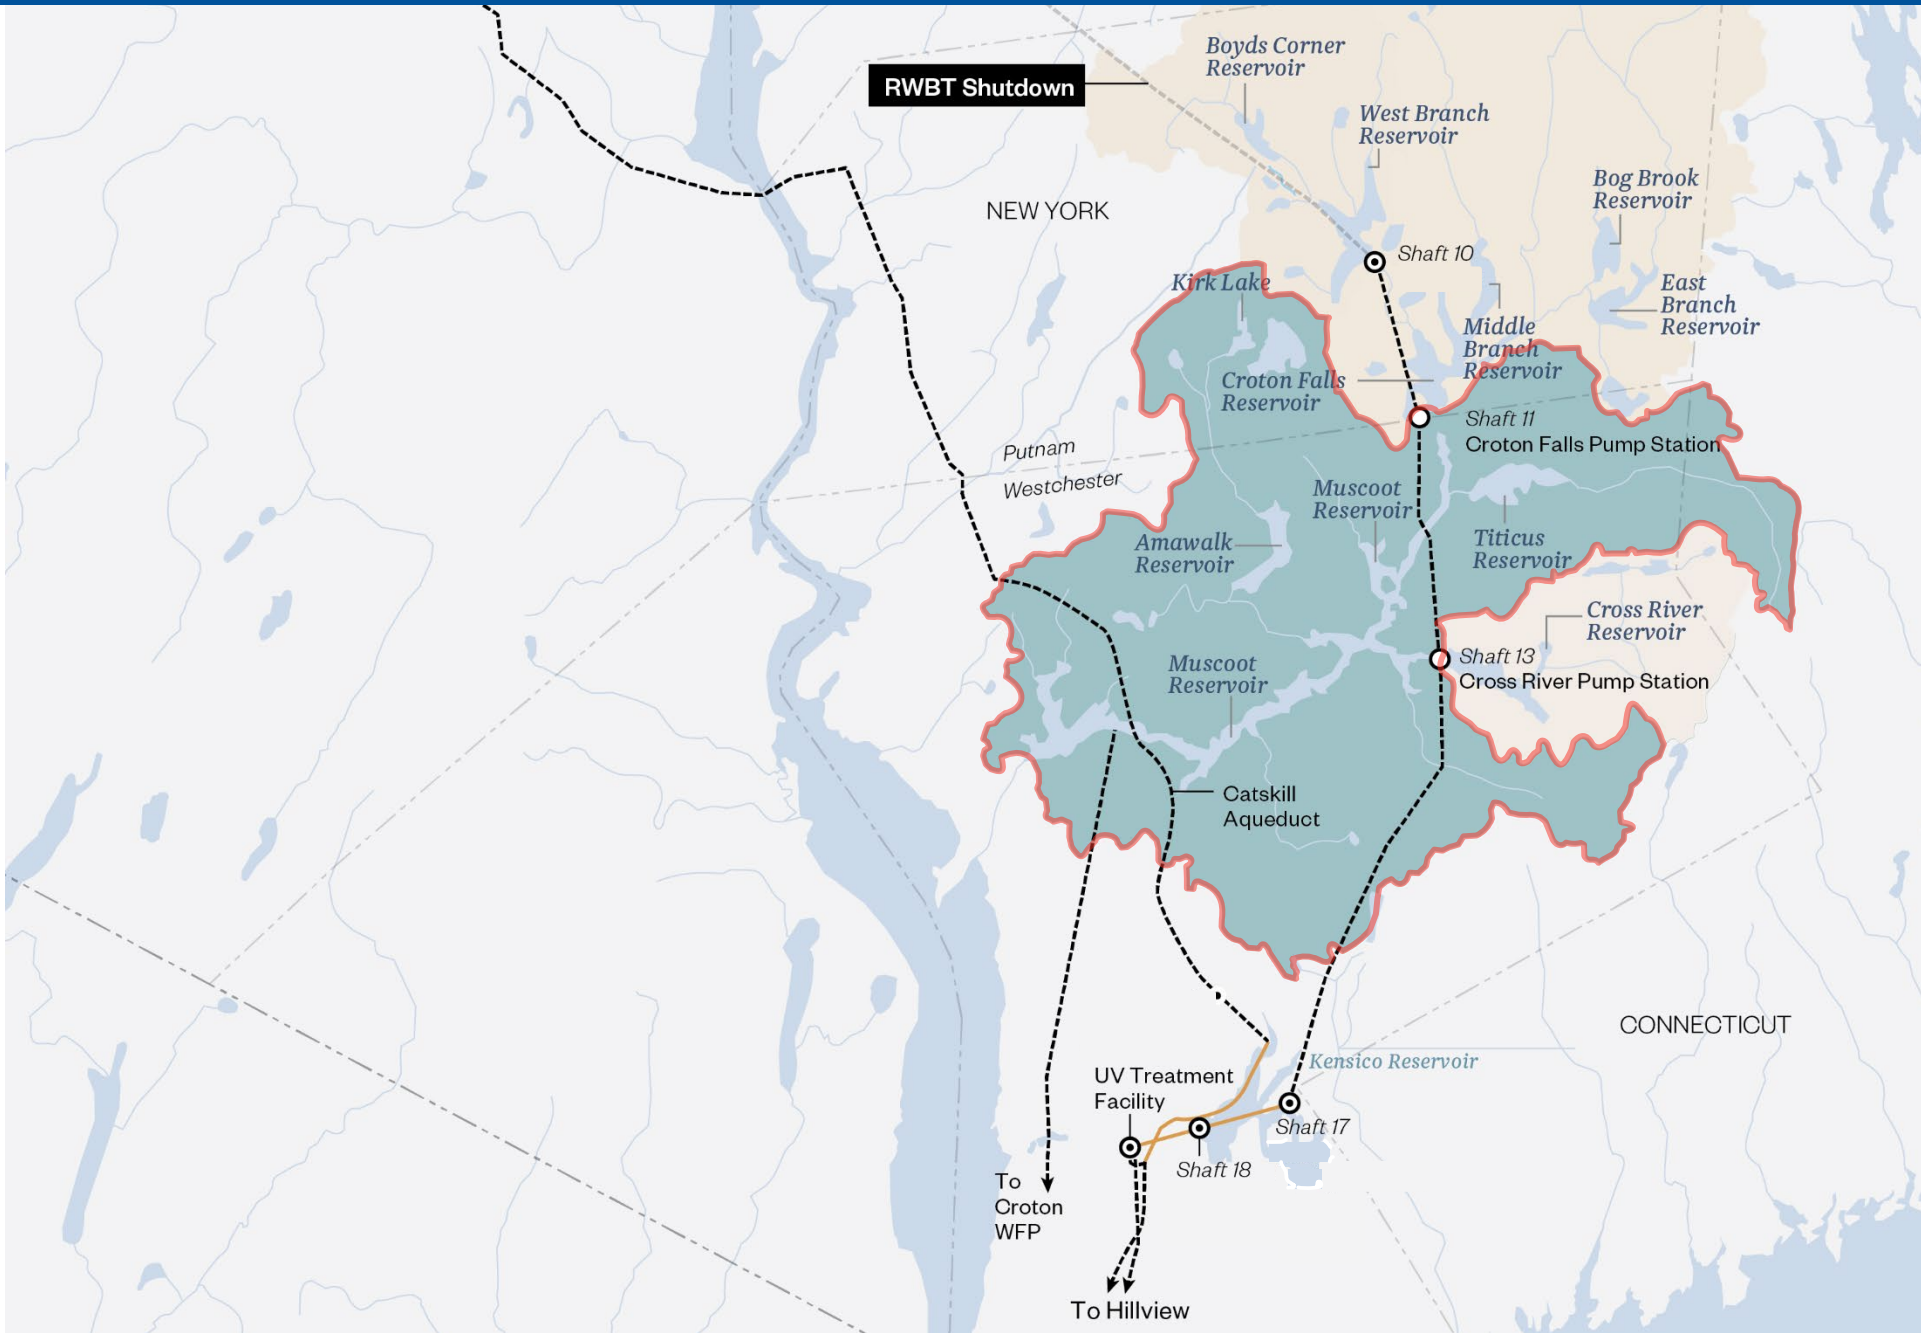 Boyds Corner
Reservoir
RWBT Shutdown
West Branch
Reservoir
Bog Brook
Reservoir
NEW YORK
Shaft 10
Kirk Lake
East
Branch
Reservoir
Middle
Branch
Reservoir
Croton Falls
Reservoir
Shaft 11
Croton Falls Pump Station
Putnam
Westchester
Muscoot
Reservoir
Amawalk
Reservoir
Titicus
Reservoir
Cross River
Reservoir
Muscoot
Reservoir
Shaft 13
Cross River Pump Station
Catskill
Aqueduct
CONNECTICUT
Kensico Reservoir
UV Treatment
Facility
Shaft 17
Shaft 18
To
Croton
WFP
To Hillview